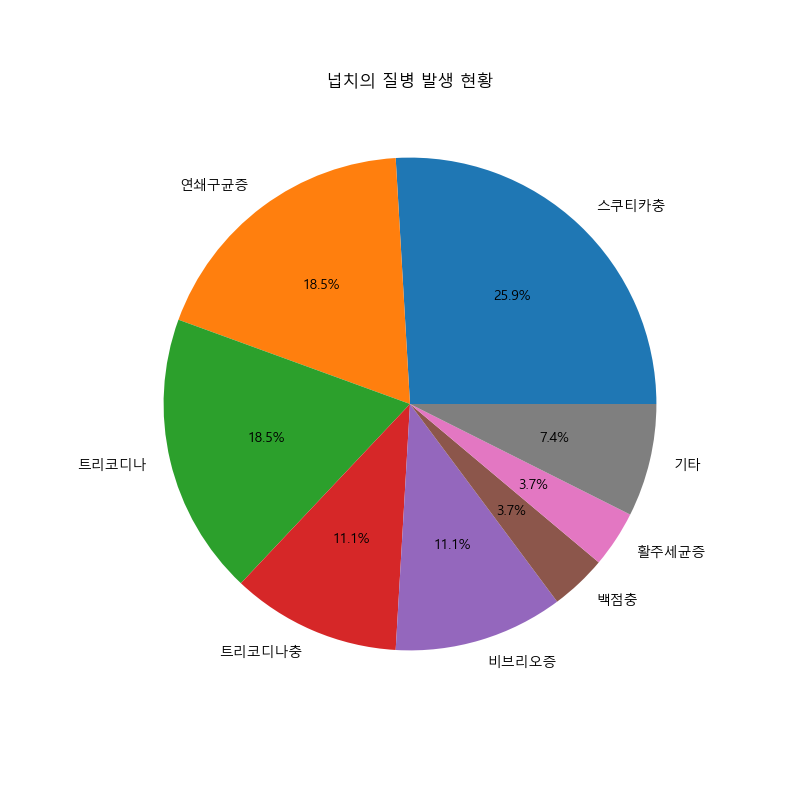 넙치의 질병 발생 현황
연쇄구균증
스쿠티카충
18.5%
25.9%
18.5%
7.4%
트리코디나
기타
3.7%
3.7%
11.1%
11.1%
활주세균증
백점충
트리코디나충
비브리오증